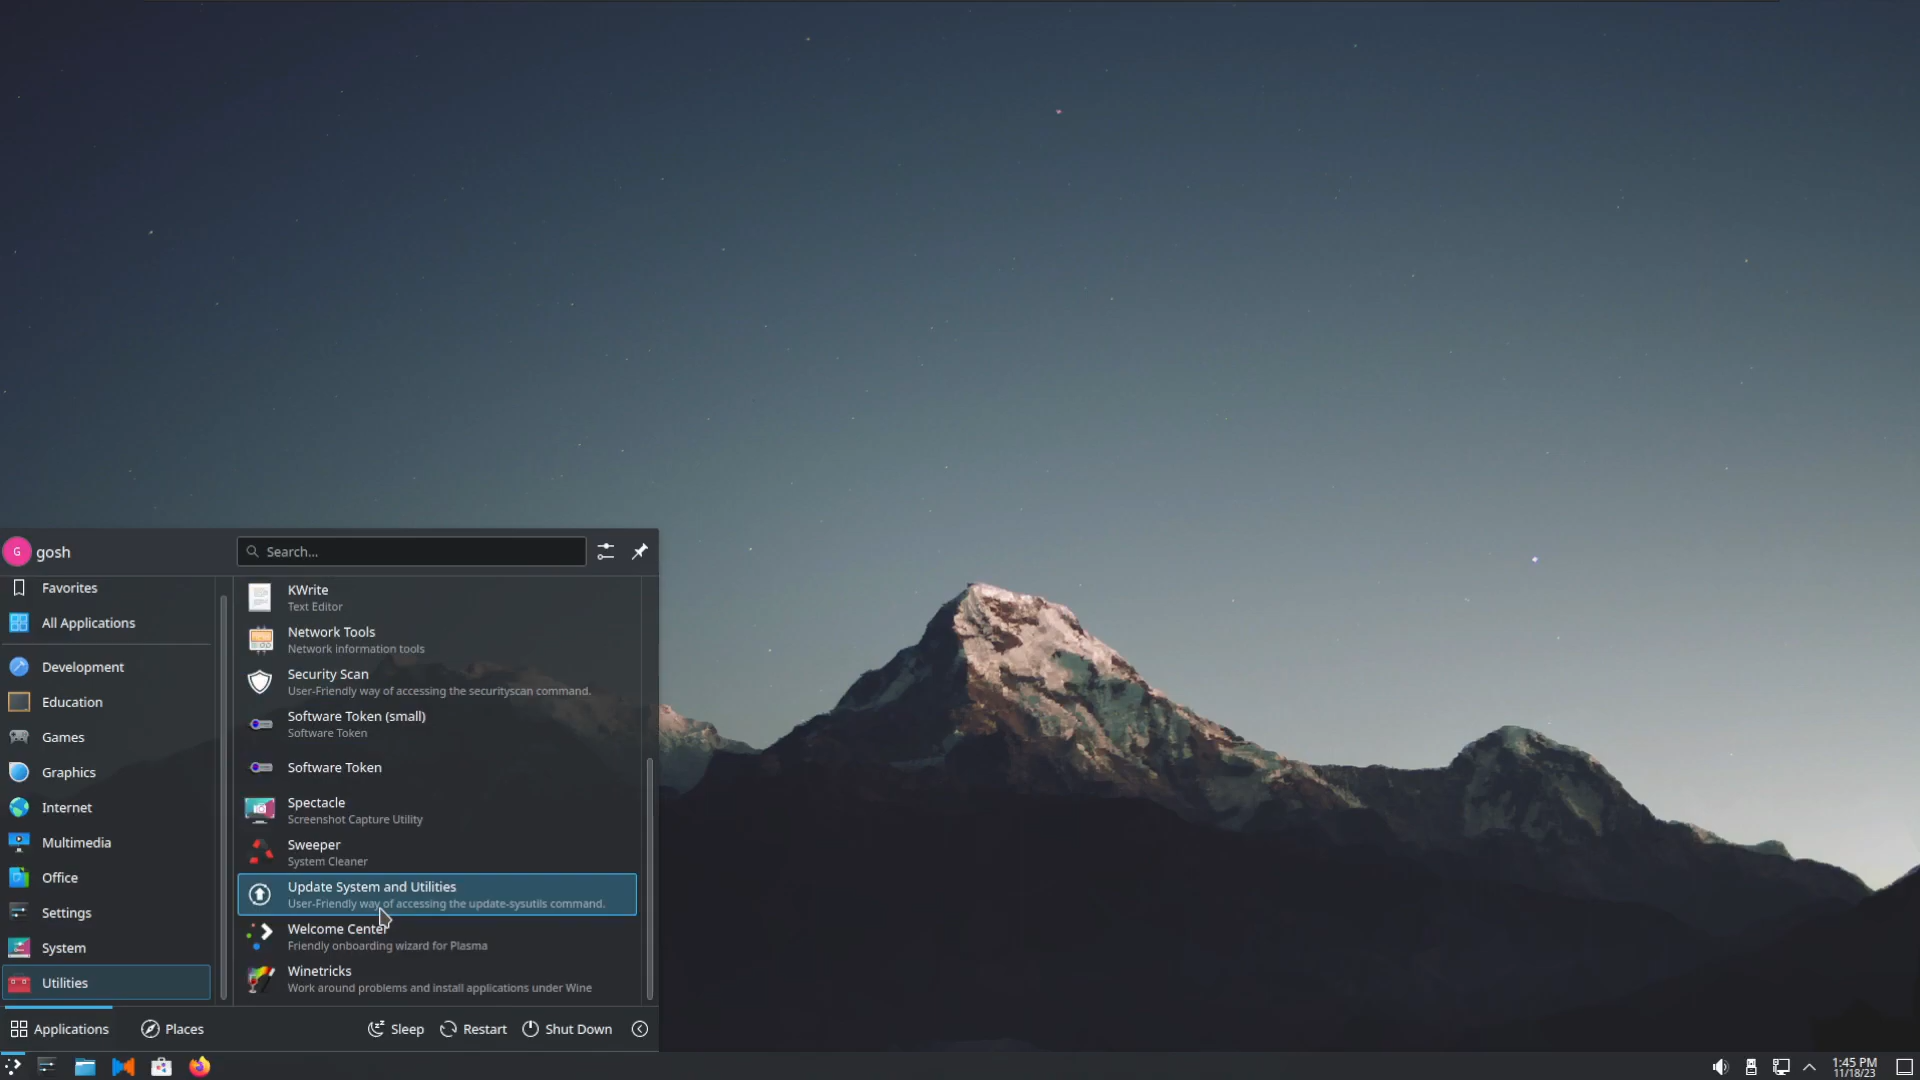 G gosh
Search...
Favorites
All Applications
Development
Education
Games
Graphics
Internet
Multimedia
Office
Settings
System
Utilities
KWrite
Text Editor
Network Tools
Network information tools
Security Scan
User-Friendly way of accessing the securityscan command.
Software Token (small)
Software Token
Software Token
Spectacle
Screenshot Capture Utility
Sweeper
System Cleaner
Update System and Utilities
User-Friendly way of accessing the update-sysutils command.
Welcome Center
Friendly onboarding wizard for Plasma
Winetricks
Work around problems and install applications under Wine
Applications
Places
Sleep
Restart
Shut Down
1:45 PM
11/18/23